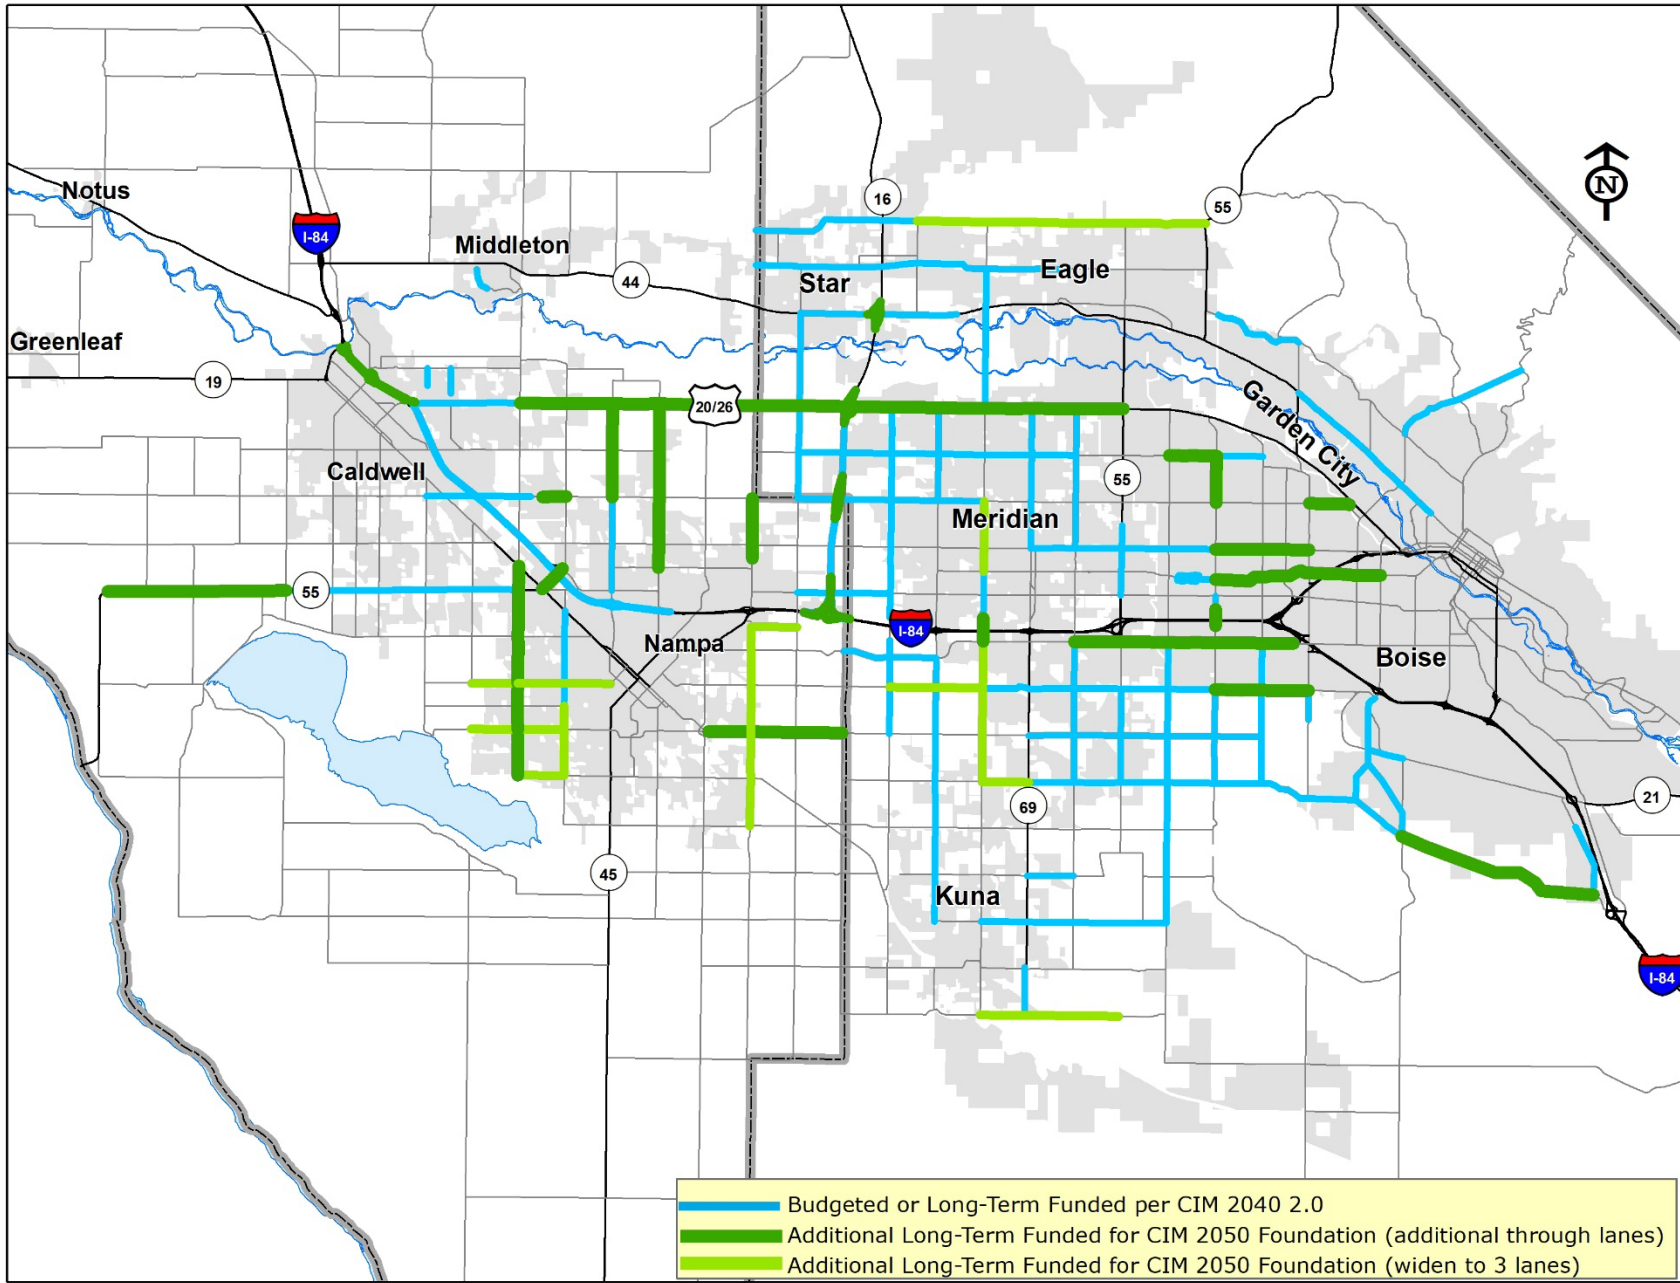 16
55
Notus
I-84
Middleton
Star
Eagle
44
Greenleaf
19
20/26
Garden City
Caldwell
55
Meridian
55
I-84
Nampa
Boise
69
21
45
Kuna
I-84
N
Budgeted or Long-Term Funded per CIM 2040 2.0
Additional Long-Term Funded for CIM 2050 Foundation (additional through lanes)
Additional Long-Term Funded for CIM 2050 Foundation (widen to 3 lanes)